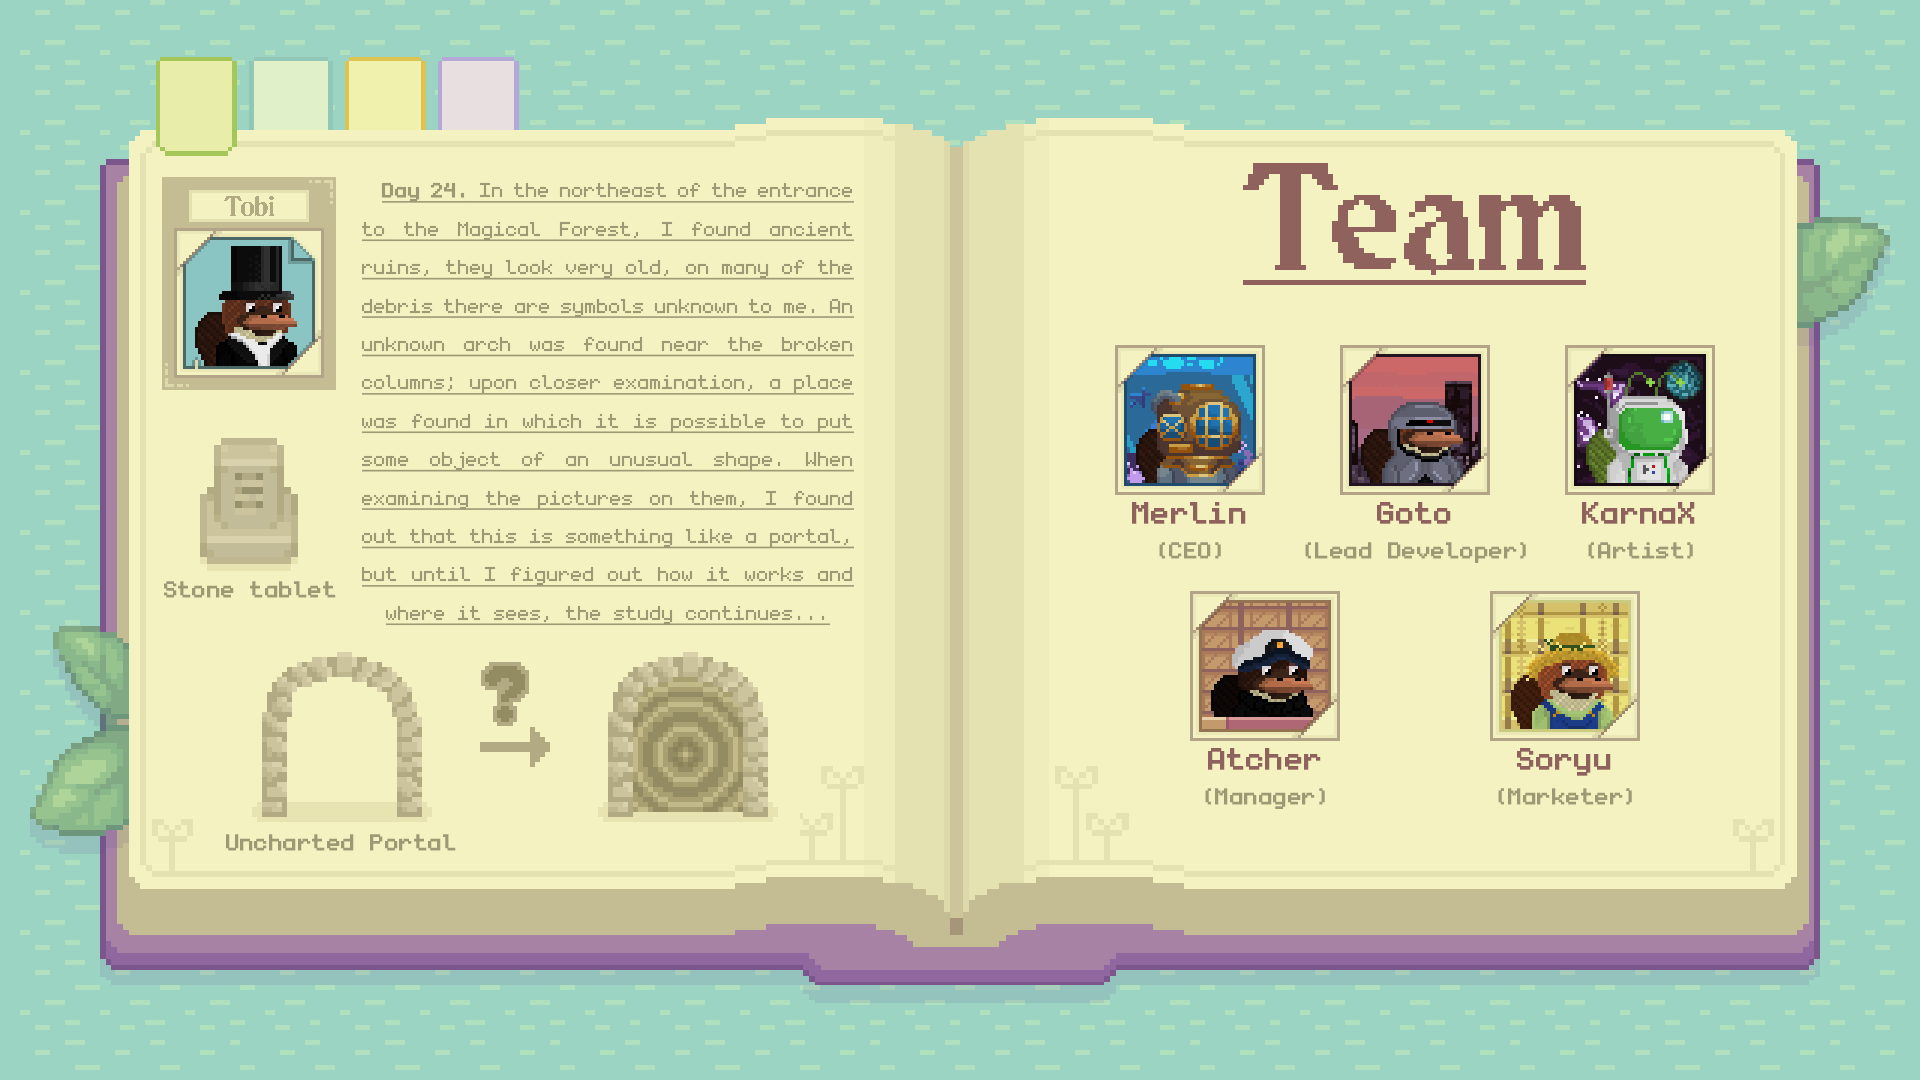 Tobi
Day 24. In the northeast of the entrance
to the Magical Forest, I found ancient
ruins, they look very old, on many of the
debris there are symbols unknown to me. An
unknown arch was found near the broken
columns; upon closer examination, a place
was found in which it is possible to put
some object of an unusual shape. When
examining the pictures on them, I found
out that this is something like a portal,
but until I figured out how it works and
where it sees, the study continues...
Stone tablet
?
Uncharted Portal
Team
Merlin
(CEO)
Goto
(Lead Developer)
KarnaX
(Artist)
Atcher
(Manager)
Soryu
(Marketer)